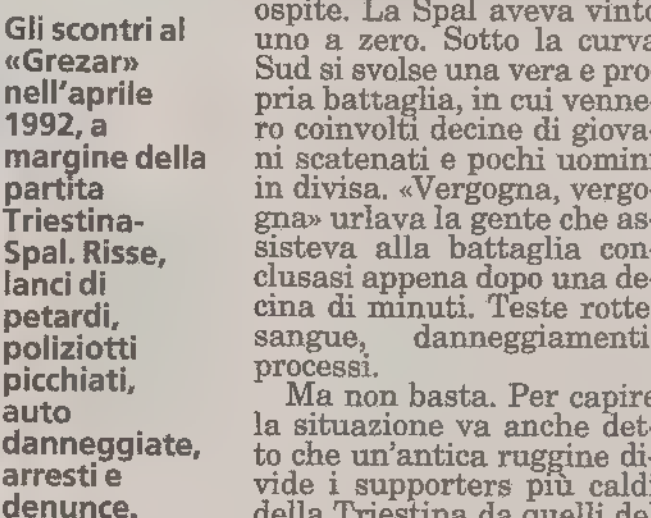 Gli scontri al
«Grezar»
nell'aprile
1992, a
margine della
partita
Triestina-
Spal. Risse,
lanci di
petardi,
poliziotti
picchiati,
auto
danneggiate,
arresti e
denunce.
ospite. La Spal aveva vinto
uno a zero. Sotto la curva
Sud si svolse una vera e pro-
pria battaglia, in cui venne-
ro coinvolti decine di giova-
ni scatenati e pochi uomini
in divisa. «Vergogna, vergo-
gna» urlava la gente che as-
sisteva alla battaglia con-
clusasi appena dopo una de-
cina di minuti. Teste rotte
sangue, danneggiamenti
processi.
Ma non basta. Per capire
la situazione va anche det-
to che un'antica ruggine di-
vide i supporters più caldi
della Triestina da quelli del